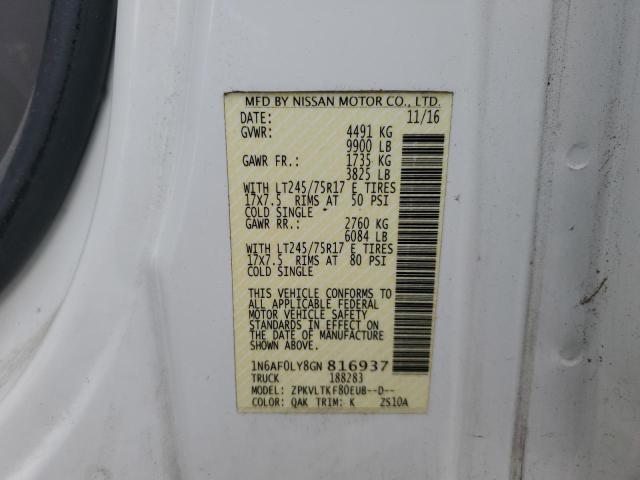 MFD BY NISSAN MOTOR CO., LTD.
DATE: 11/16
GVWR: 4491 KG
9900 LB
GAWR FR.: 1735 KG
3825 LB
WITH LT245/75R17 E TIRES
17X7.5 RIMS AT 50 PSI
COLD SINGLE
GAWR RR.: 2760 KG
6084 LB
WITH LT245/75R17 E TIRES
17X7.5 RIMS AT 80 PSI
COLD SINGLE
THIS VEHICLE CONFORMS TO
ALL APPLICABLE FEDERAL
MOTOR VEHICLE SAFETY
STANDARDS IN EFFECT ON
THE DATE OF MANUFACTURE
SHOWN ABOVE.
1N6AF0LY8GN 816937
TRUCK 188283
MODEL: ZPKVLTKF80EUB--D--
COLOR: QAK TRIM: K ZS10A